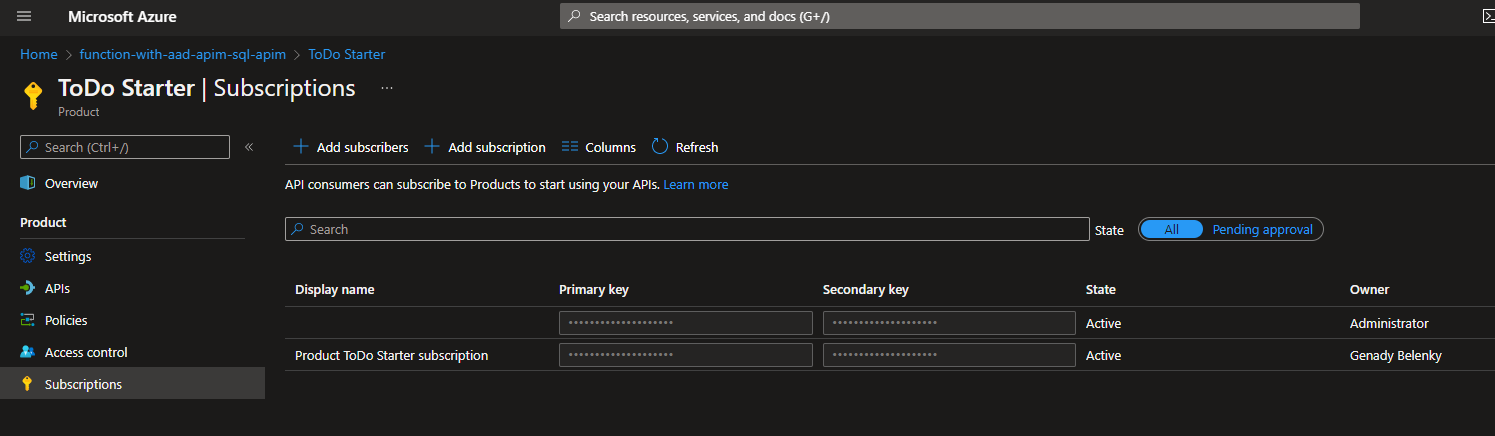 Microsoft Azure
Search resources, services, and docs (G+/)
Home > function-with-aad-apim-sql-apim > ToDo Starter
ToDo Starter | Subscriptions ...
Product
Search (Ctrl+/) «
Add subscribers Add subscription Columns Refresh
Overview
API consumers can subscribe to Products to start using your APIs. Learn more
Product
Search State All Pending approval
Settings
APIs
Display name Primary key Secondary key State Owner
Policies
•••••••••••••••••••• •••••••••••••••••••• Active Administrator
Access control
Product ToDo Starter subscription •••••••••••••••••••• •••••••••••••••••••• Active Genady Belenky
Subscriptions